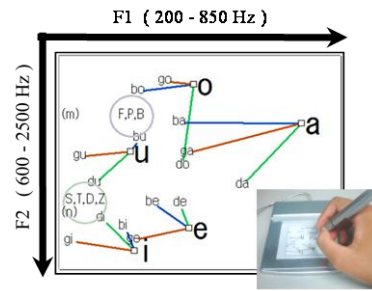 F1 ( 200 - 850 Hz )
F2 ( 600 - 2500 Hz )
go
bo
o
F,P,B
(m)
ba
a
bu
gu
u
ga
do
du
da
S,T,D,Z
(n)
be
de
di
bi
e
gi
ge
i